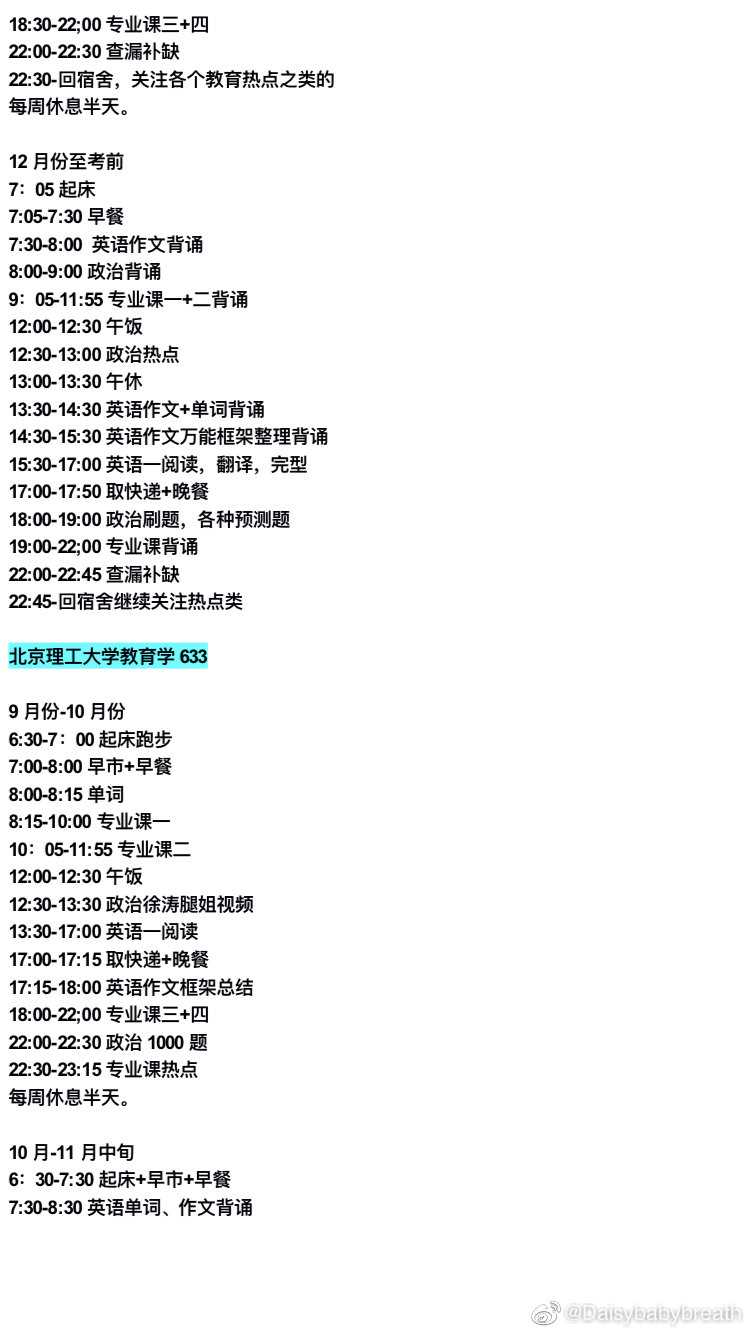 18:30-22;00 专业课三+四
22:00-22:30 查漏补缺
22:30-回宿舍，关注各个教育热点之类的
每周休息半天。
12 月份至考前
7：05 起床
7:05-7:30 早餐
7:30-8:00  英语作文背诵
8:00-9:00 政治背诵
9：05-11:55 专业课一+二背诵
12:00-12:30 午饭
12:30-13:00 政治热点
13:00-13:30 午休
13:30-14:30 英语作文+单词背诵
14:30-15:30 英语作文万能框架整理背诵
15:30-17:00 英语一阅读，翻译，完型
17:00-17:50 取快递+晚餐
18:00-19:00 政治刷题，各种预测题
19:00-22;00 专业课背诵
22:00-22:45 查漏补缺
22:45-回宿舍继续关注热点类
北京理工大学教育学 633
9 月份-10 月份
6:30-7：00 起床跑步
7:00-8:00 早市+早餐
8:00-8:15 单词
8:15-10:00 专业课一
10：05-11:55 专业课二
12:00-12:30 午饭
12:30-13:30 政治徐涛腿姐视频
13:30-17:00 英语一阅读
17:00-17:15 取快递+晚餐
17:15-18:00 英语作文框架总结
18:00-22;00 专业课三+四
22:00-22:30 政治 1000 题
22:30-23:15 专业课热点
每周休息半天。
10 月-11 月中旬
6：30-7:30 起床+早市+早餐
7:30-8:30 英语单词、作文背诵
@Daisybabybreath